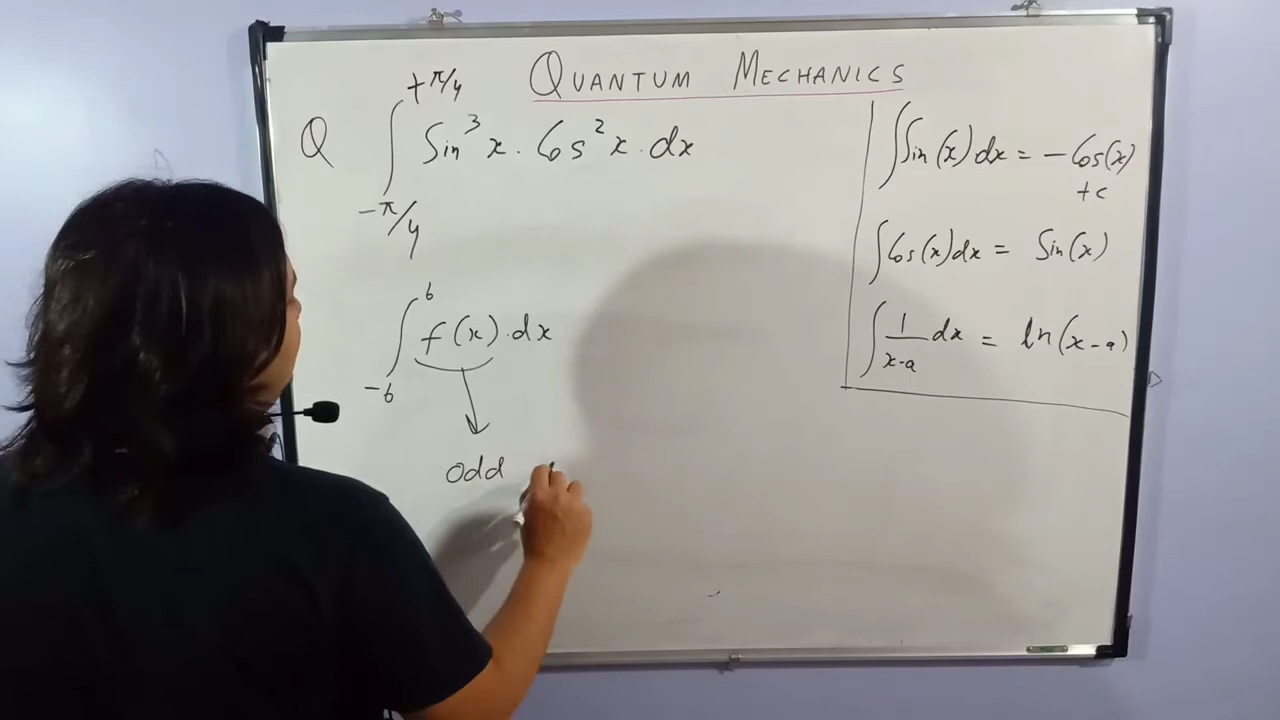 QUANTUM MECHANICS
Q ∫ Sin³x · Cos²x · dx
+π/4
-π/4
∫ f(x) · dx
b
-b
odd
∫Sin(x)dx = -Cos(x)
+c
∫Cos(x)dx = Sin(x)
∫ 1/(x-a) dx = ln(x-a)